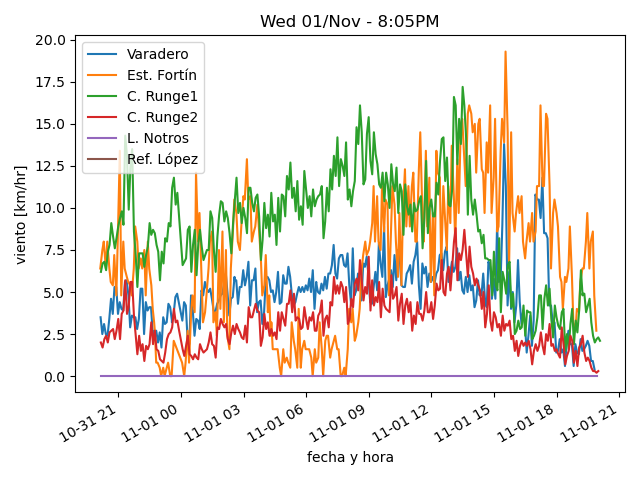 Wed 01/Nov - 8:05PM
20.0
17.5
15.0
12.5
10.0
7.5
5.0
2.5
0.0
viento [km/hr]
Varadero
Est. Fortín
C. Runge1
C. Runge2
L. Notros
Ref. López
10-31 21
11-01 00
11-01 03
11-01 06
11-01 09
11-01 12
11-01 15
11-01 18
11-01 21
fecha y hora